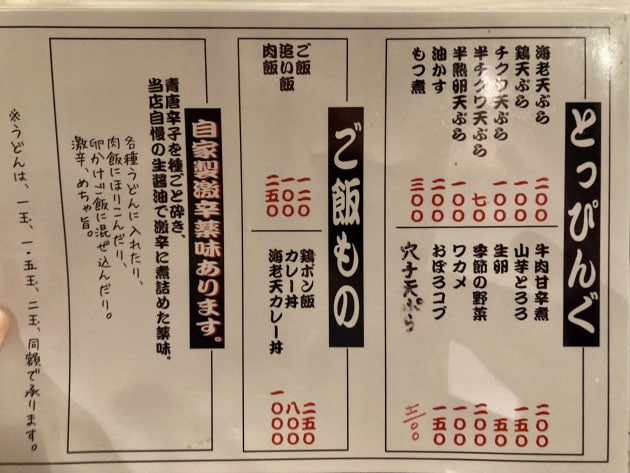 とっぴんぐ
海老天ぷら 二〇〇
鶏天ぷら 一〇〇
チクワ天ぷら 一〇〇
半チクワ天ぷら 七〇
半熟卵天ぷら 一〇〇
油かす 二〇〇
もつ煮 三〇〇
牛肉甘辛煮 二〇〇
山芋とろろ 一五〇
生卵 五〇
季節の野菜 二〇〇
ワカメ 一〇〇
おぼろコブ 一五〇
穴子天ぷら
ご飯もの
ご飯 一二〇
追い飯 一〇〇
肉飯 二五〇
鶏ポン飯 二五〇
カレー丼 八〇〇
海老天カレー丼 一〇〇〇
自家製激辛薬味あります。
青唐辛子を種ごと砕き、
当店自慢の生醤油で激辛に煮詰めた薬味。
各種うどんに入れたり、
肉飯にほりこんだり、
卵かけご飯に混ぜ込んだり。
激辛、めちゃ旨。
※うどんは、一玉、一・五玉、二玉、同額で承ります。